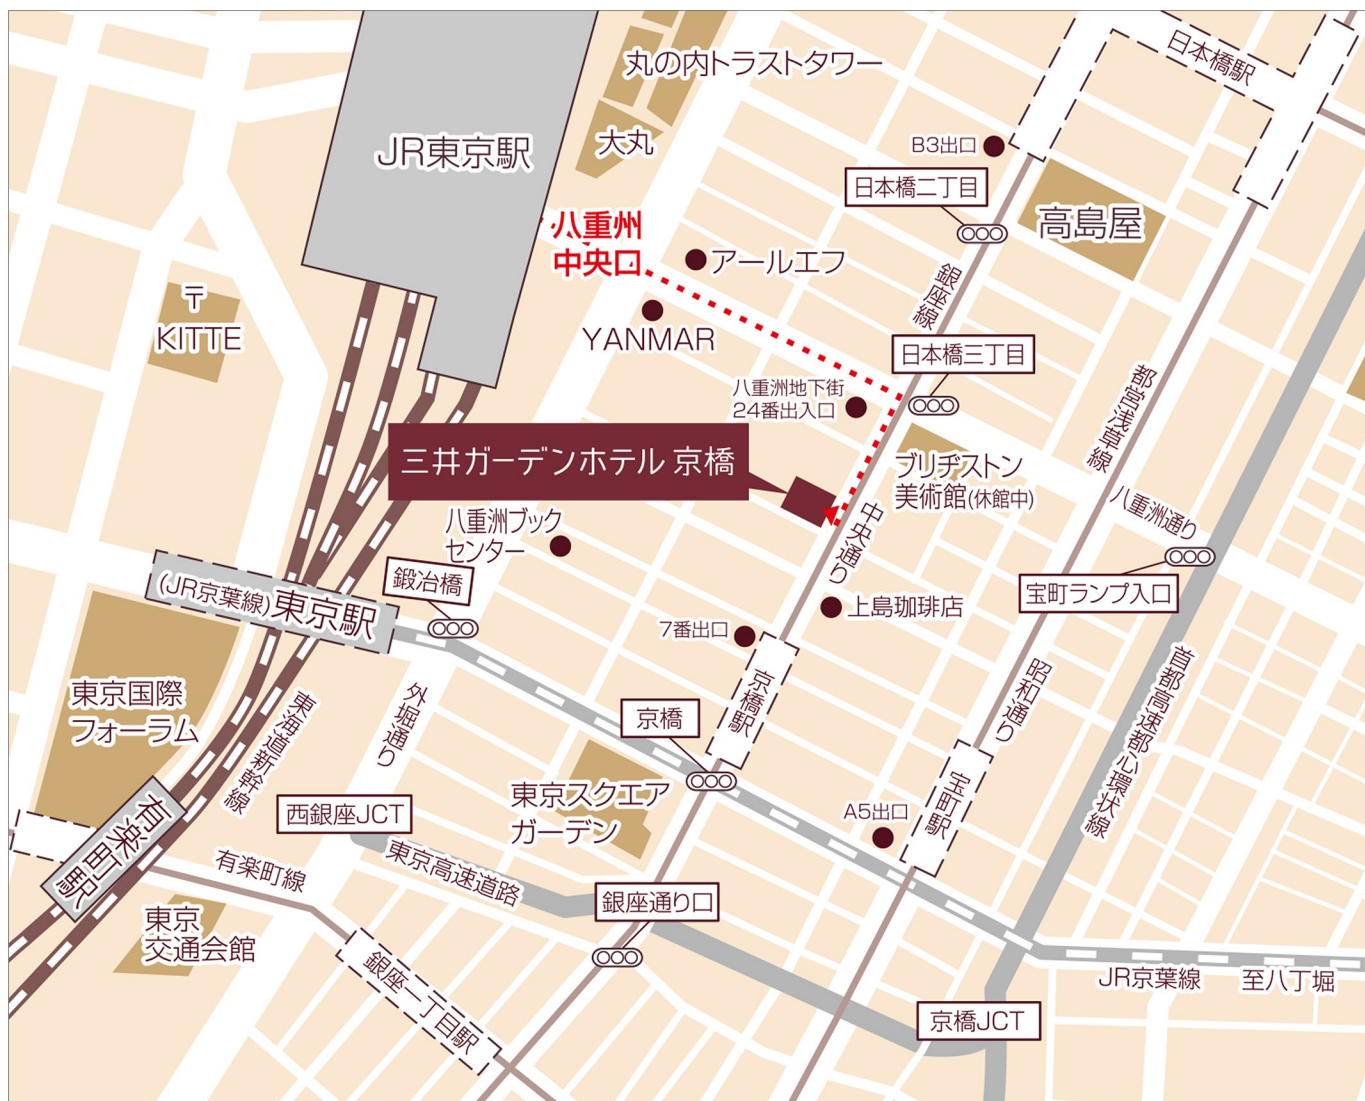 日本橋駅
丸の内トラストタワー
大丸
JR東京駅
B3出口
日本橋二丁目
高島屋
八重州
中央口
アールエフ
銀座線
〒
KITTE
YANMAR
日本橋三丁目
八重洲地下街
24番出入口
都営浅草線
三井ガーデンホテル 京橋
ブリヂストン
美術館(休館中)
八重洲通り
中央通り
八重洲ブック
センター
鍛冶橋
(JR京葉線)東京駅
宝町ランプ入口
上島珈琲店
7番出口
京橋駅
昭和通り
首都高速都心環状線
東京国際
フォーラム
東海道新幹線
外堀通り
京橋
東京スクエア
ガーデン
宝町駅
A5出口
西銀座JCT
有楽町駅
東京高速道路
有楽町線
銀座通り口
東京
交通会館
銀座一丁目駅
JR京葉線
至八丁堀
京橋JCT